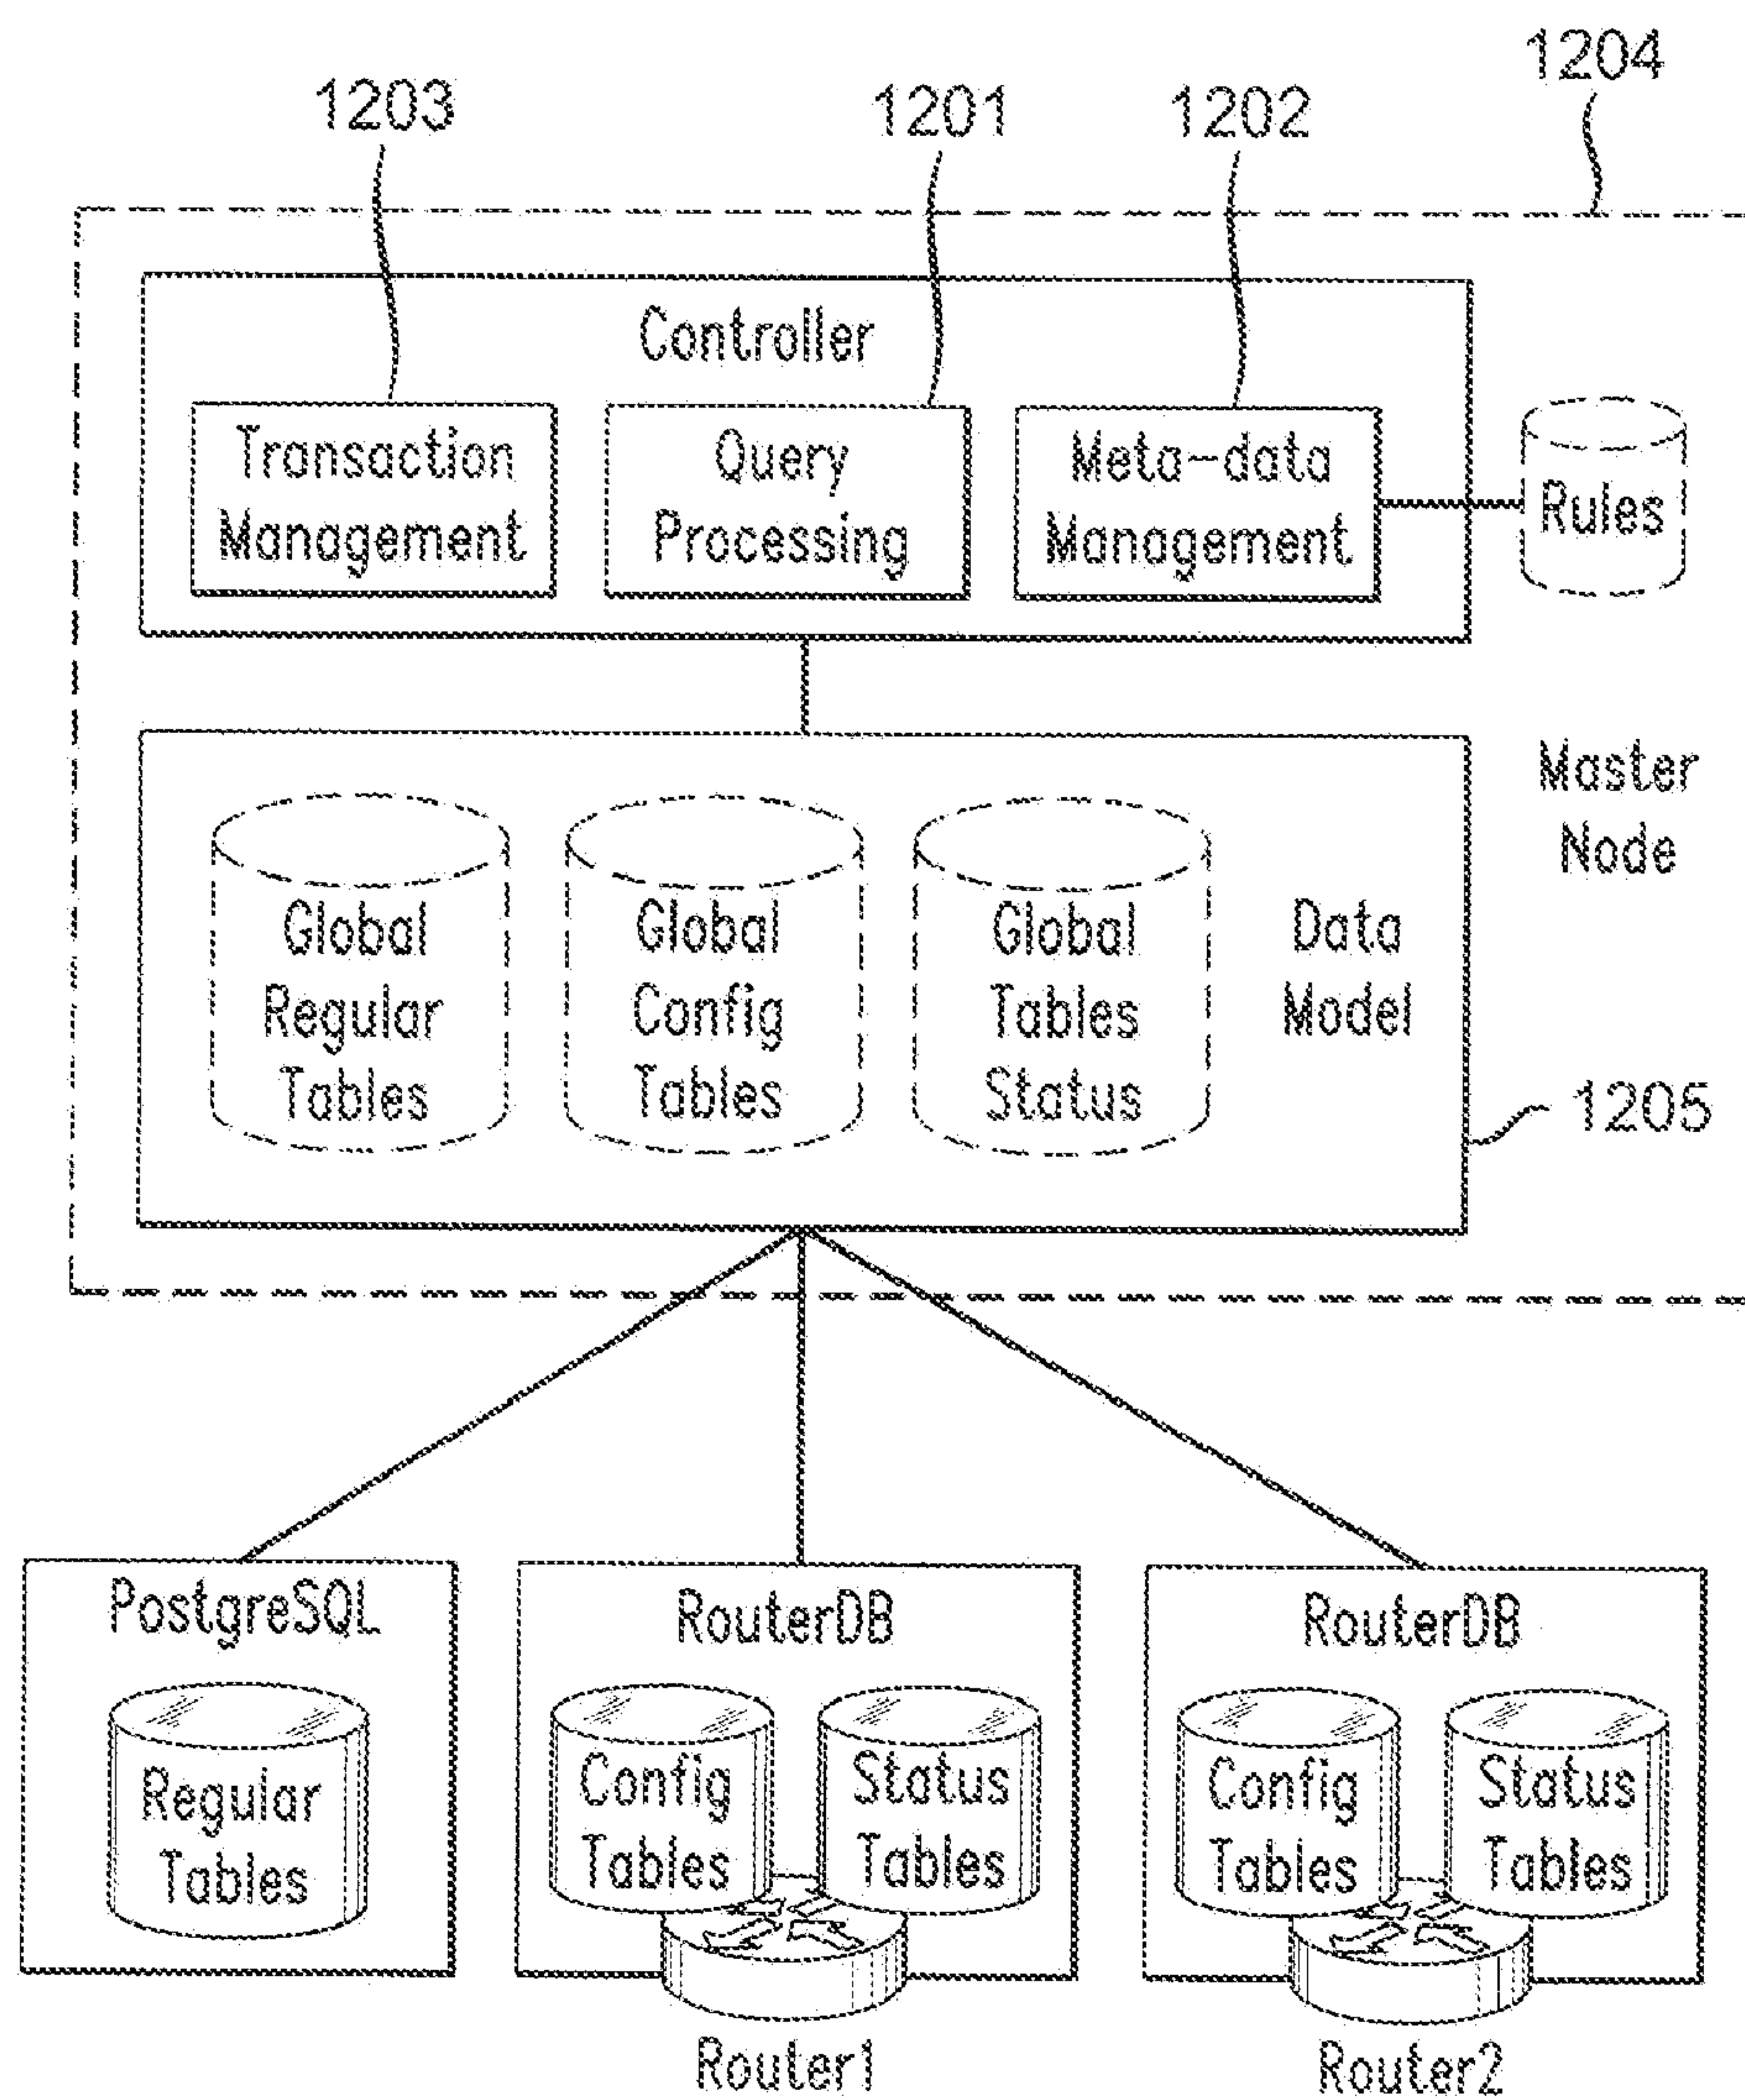 1204
1203
1201
1202
Controller
Transaction
Management
Query
Processing
Meta-data
Management
Rules
Master
Node
Global
Regular
Tables
Global
Config
Tables
Global
Tables
Status
Data
Model
1205
PostgreSQL
Regular
Tables
RouterDB
Config
Tables
Status
Tables
Router1
RouterDB
Config
Tables
Status
Tables
Router2